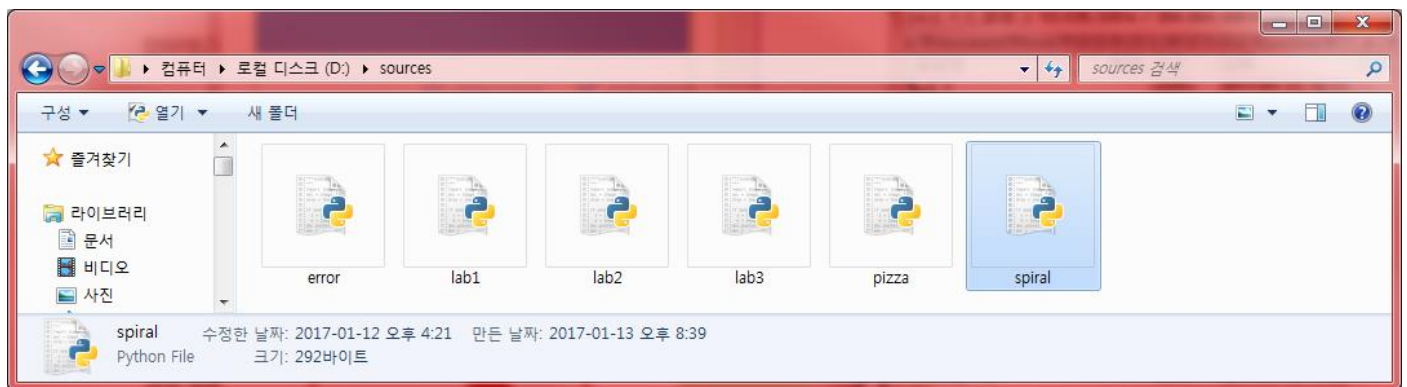 컴퓨터 ▸ 로컬 디스크 (D:) ▸ sources
sources 검색
구성 열기 새 폴더
즐겨찾기
라이브러리
문서
비디오
사진
error lab1 lab2 lab3 pizza spiral
spiral 수정한 날짜: 2017-01-12 오후 4:21 만든 날짜: 2017-01-13 오후 8:39
Python File 크기: 292바이트